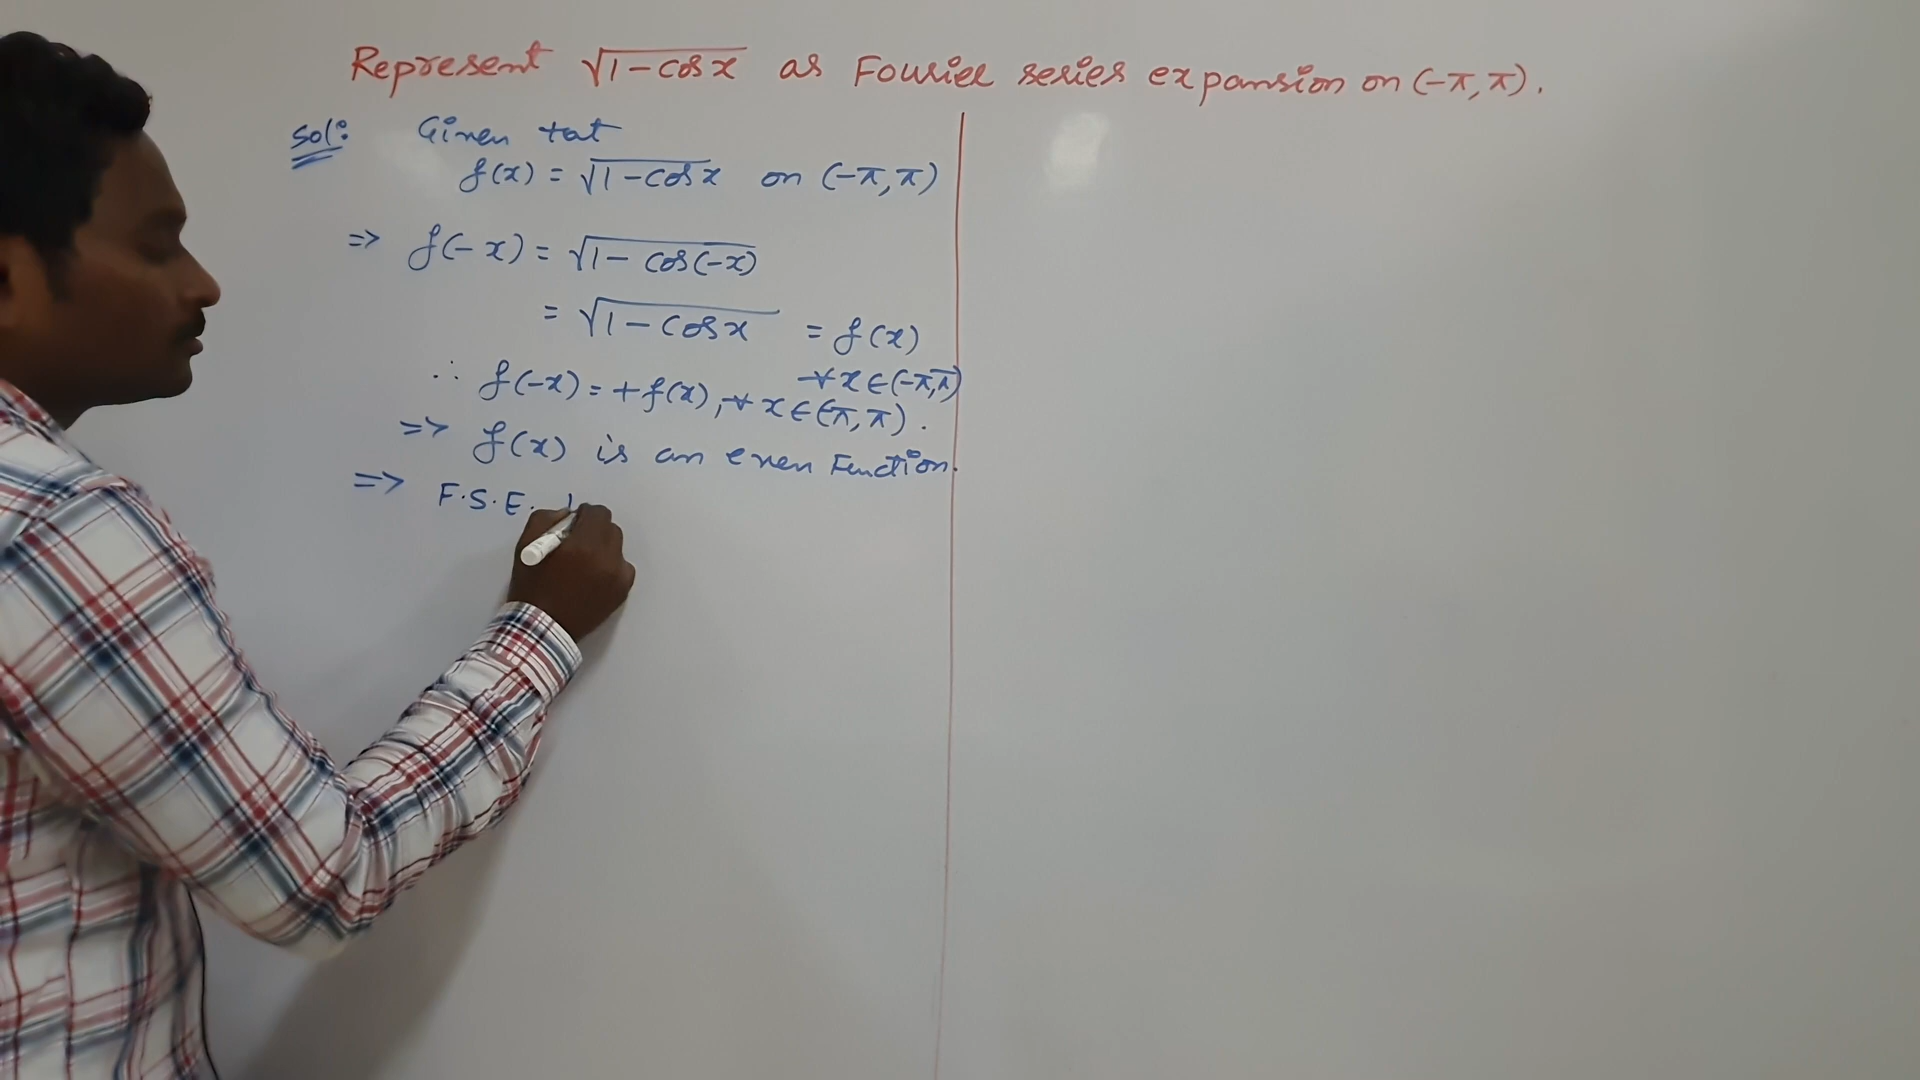 Represent √1-cosx as Fourier series expansion on (-π, π).
Sol: Given tat
f(x) = √1-cosx on (-π, π)
=> f(-x) = √1-cos(-x)
= √1-cosx = f(x)
∀ x ∈ (-π, π)
∴ f(-x) = +f(x), ∀ x ∈ (-π, π).
=> f(x) is an even Function.
=> F.S.E.